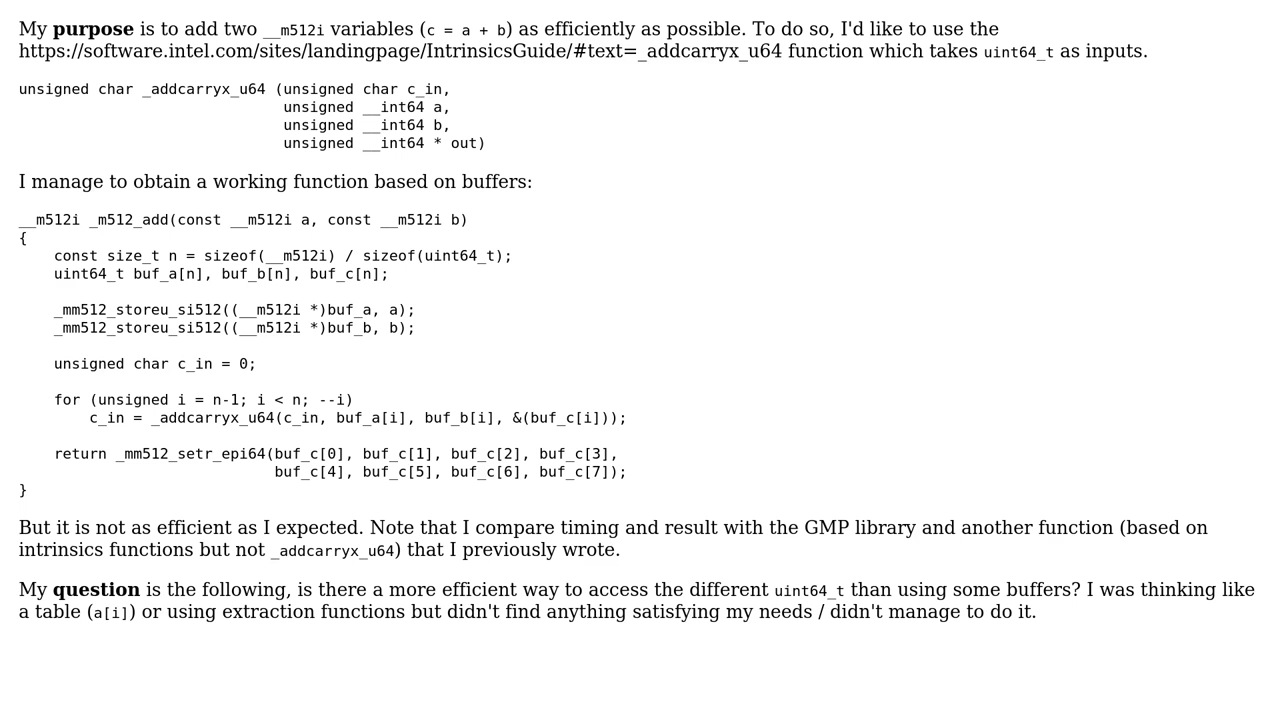 My purpose is to add two __m512i variables (c = a + b) as efficiently as possible. To do so, I'd like to use the
https://software.intel.com/sites/landingpage/IntrinsicsGuide/#text=_addcarryx_u64 function which takes uint64_t as inputs.
unsigned char _addcarryx_u64 (unsigned char c_in,
                              unsigned __int64 a,
                              unsigned __int64 b,
                              unsigned __int64 * out)
I manage to obtain a working function based on buffers:
__m512i _m512_add(const __m512i a, const __m512i b)
{
    const size_t n = sizeof(__m512i) / sizeof(uint64_t);
    uint64_t buf_a[n], buf_b[n], buf_c[n];
    _mm512_storeu_si512((__m512i *)buf_a, a);
    _mm512_storeu_si512((__m512i *)buf_b, b);
    unsigned char c_in = 0;
    for (unsigned i = n-1; i < n; --i)
        c_in = _addcarryx_u64(c_in, buf_a[i], buf_b[i], &(buf_c[i]));
    return _mm512_setr_epi64(buf_c[0], buf_c[1], buf_c[2], buf_c[3],
                             buf_c[4], buf_c[5], buf_c[6], buf_c[7]);
}
But it is not as efficient as I expected. Note that I compare timing and result with the GMP library and another function (based on
intrinsics functions but not _addcarryx_u64) that I previously wrote.
My question is the following, is there a more efficient way to access the different uint64_t than using some buffers? I was thinking like
a table (a[i]) or using extraction functions but didn't find anything satisfying my needs / didn't manage to do it.